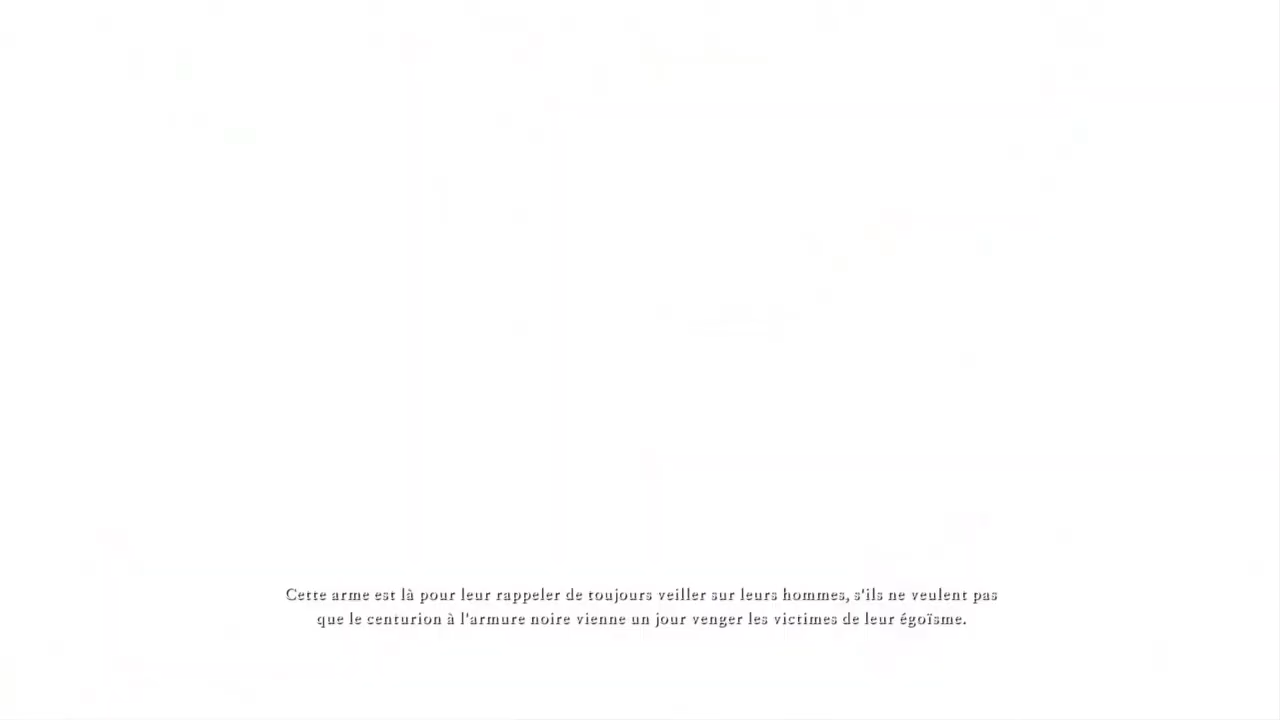 Cette arme est là pour leur rappeler de toujours veiller sur leurs hommes, s'ils ne veulent pas
que le centurion à l'armure noire vienne un jour venger les victimes de leur égoïsme.